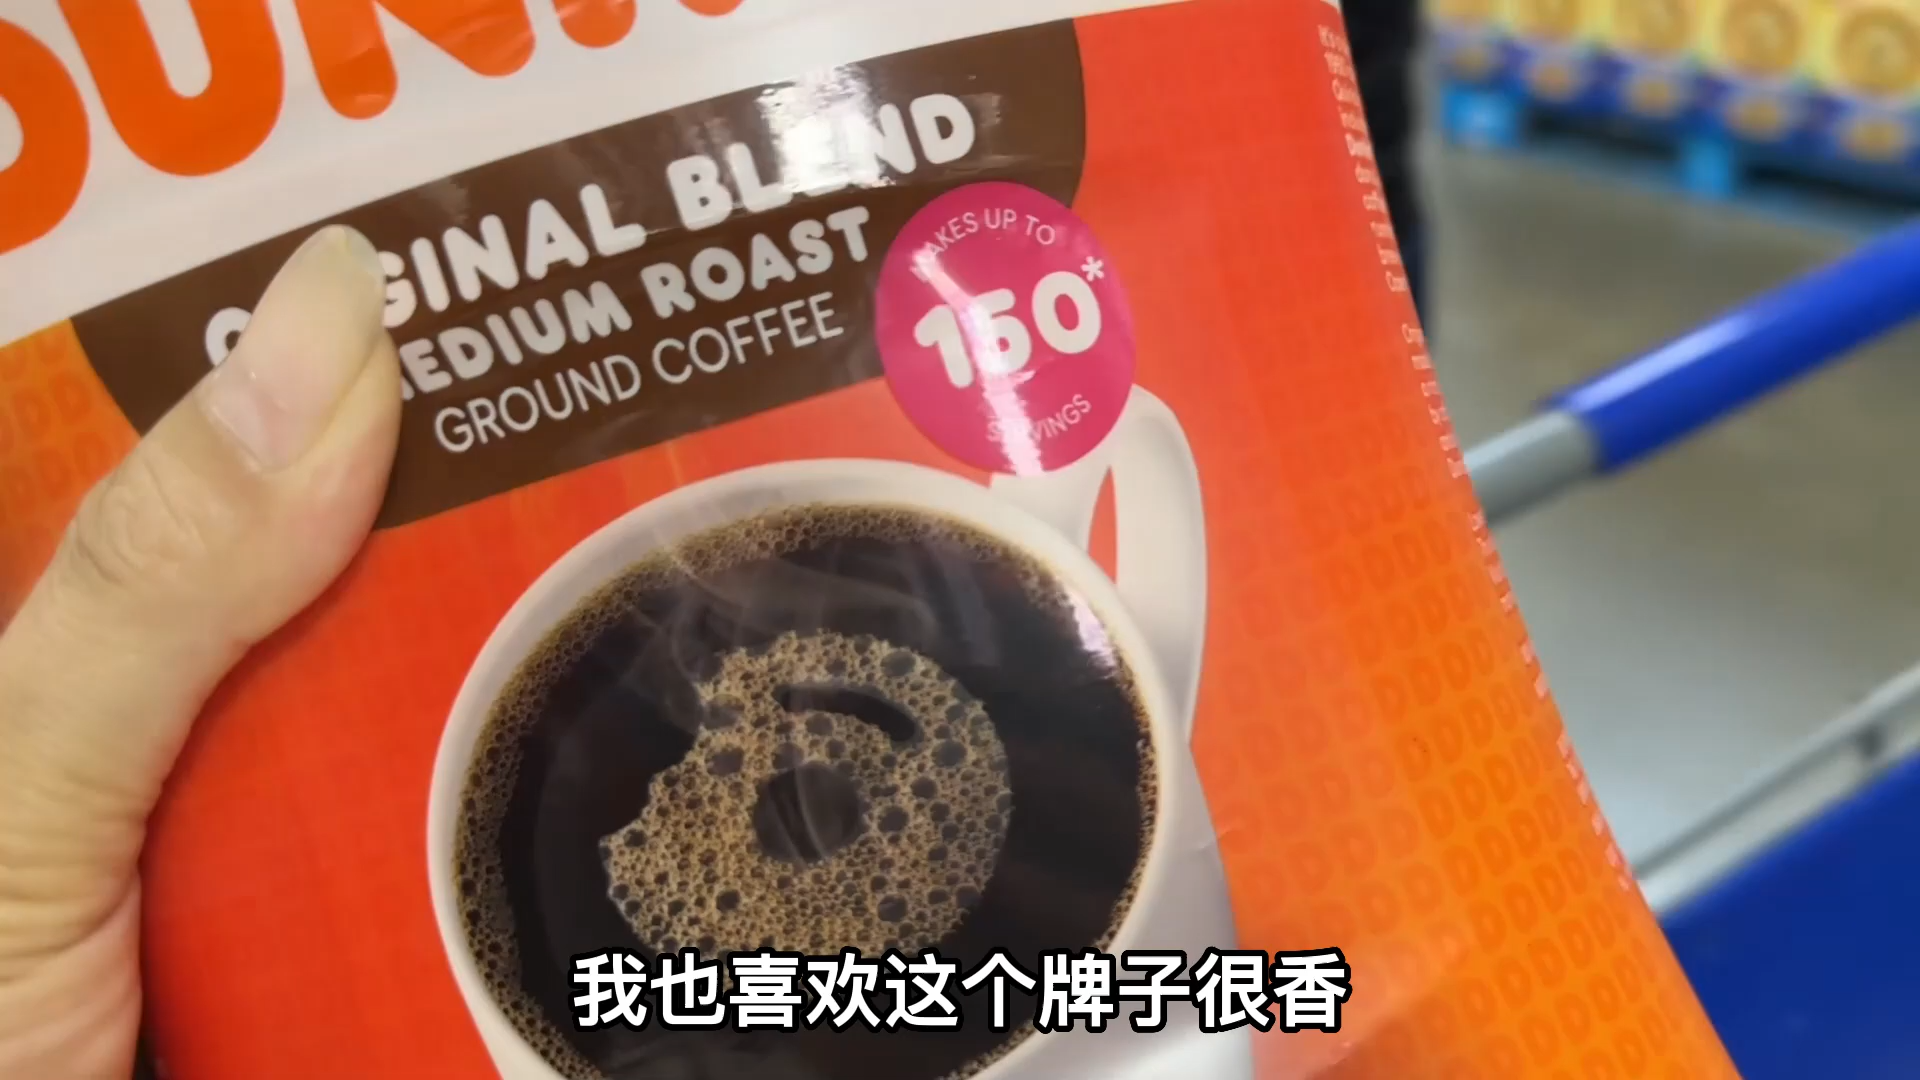 DUN
ORIGINAL BLEND
MEDIUM ROAST
GROUND COFFEE
MAKES UP TO
150*
SERVINGS
我也喜欢这个牌子很香